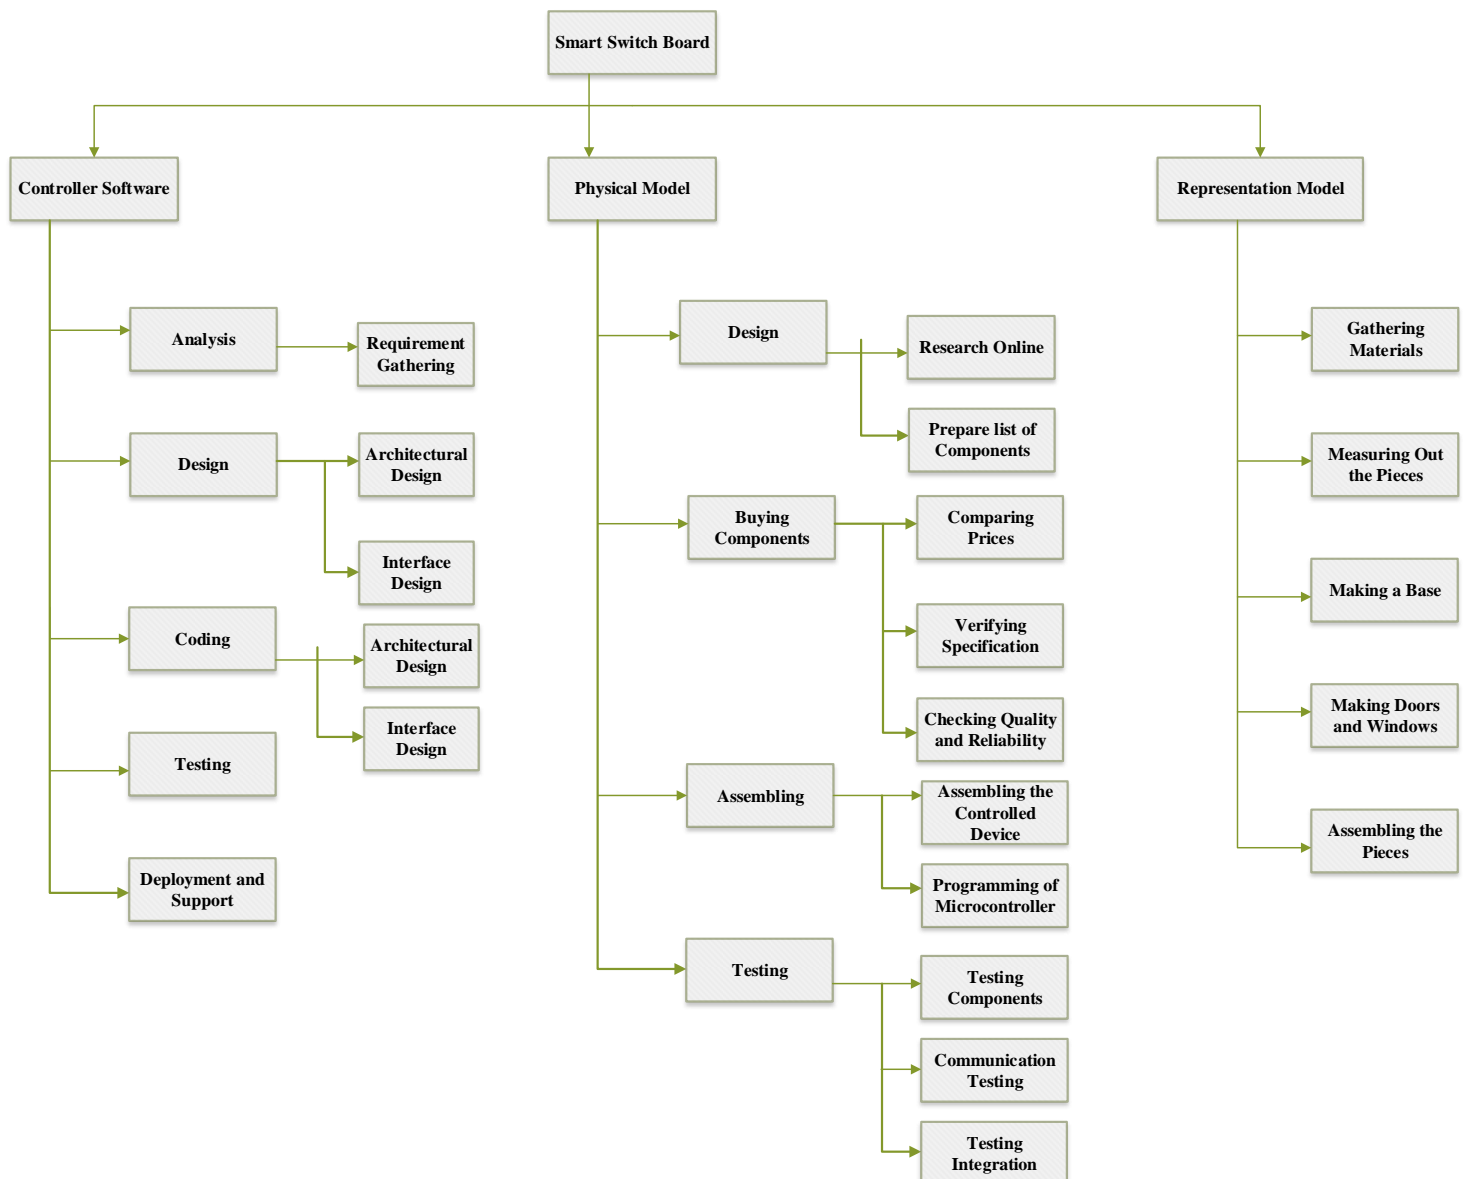 Smart Switch Board
Controller Software
Physical Model
Representation Model
Analysis
Requirement
Gathering
Design
Architectural
Design
Interface
Design
Coding
Architectural
Design
Interface
Design
Testing
Deployment and
Support
Design
Research Online
Prepare list of
Components
Buying
Components
Comparing
Prices
Verifying
Specification
Checking Quality
and Reliability
Assembling
Assembling the
Controlled
Device
Programming of
Microcontroller
Testing
Testing
Components
Communication
Testing
Testing
Integration
Gathering
Materials
Measuring Out
the Pieces
Making a Base
Making Doors
and Windows
Assembling the
Pieces